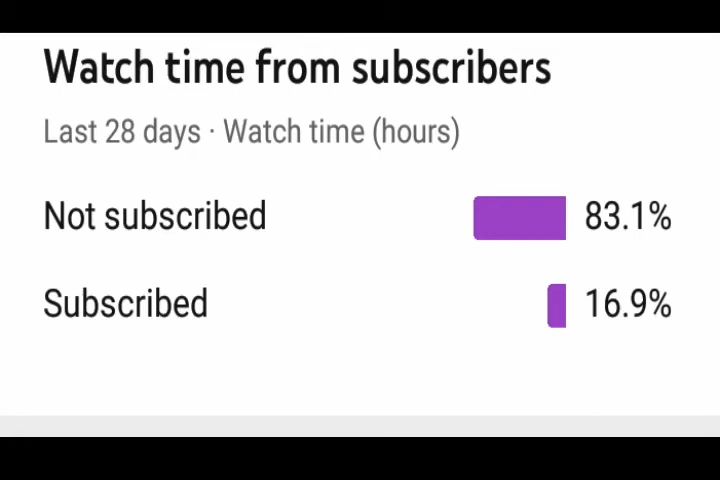 Watch time from subscribers
Last 28 days · Watch time (hours)
Not subscribed 83.1%
Subscribed 16.9%